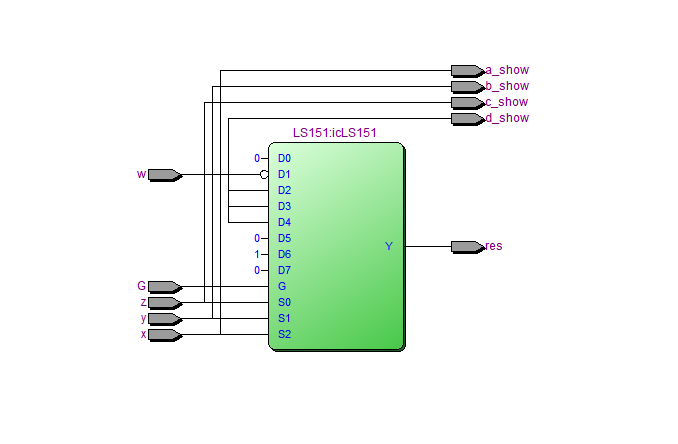 a_show
b_show
c_show
d_show
LS151:icLS151
0 D0
w D1
D2
D3
D4
0 D5
1 D6
0 D7
Y res
G G
z S0
y S1
x S2